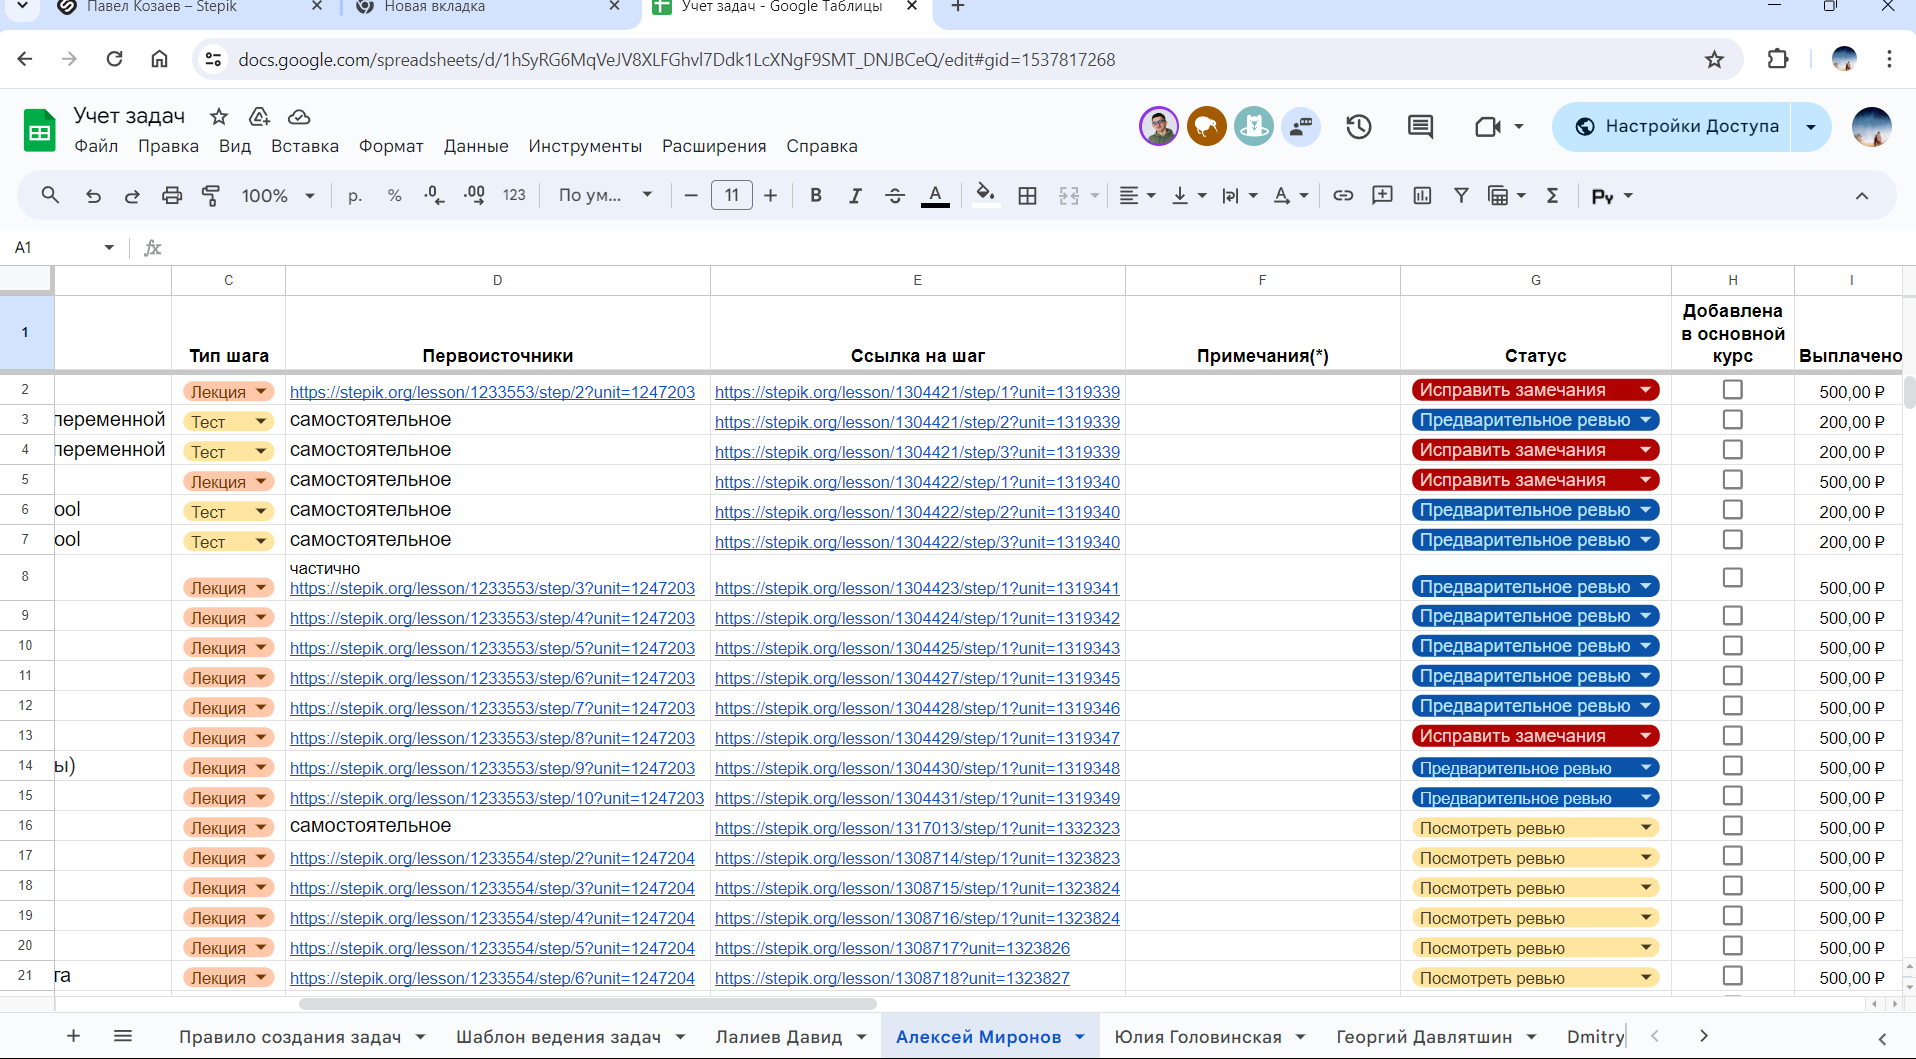 Павел Козаев – Stepik
Новая вкладка
Учет задач - Google Таблицы
docs.google.com/spreadsheets/d/1hSyRG6MqVeJV8XLFGhvl7Ddk1LcXNgF9SMT_DNJBCeQ/edit#gid=1537817268
Учет задач
Настройки Доступа
Файл Правка Вид Вставка Формат Данные Инструменты Расширения Справка
100% р. % .0 .00 123 По ум... 11 B I A Σ Py
A1 fx
C D E F G H I
1 Тип шага Первоисточники Ссылка на шаг Примечания(*) Статус Добавлена в основной курс Выплачено
2 Лекция https://stepik.org/lesson/1233553/step/2?unit=1247203 https://stepik.org/lesson/1304421/step/1?unit=1319339 Исправить замечания 500,00 ₽
3 переменной Тест самостоятельное https://stepik.org/lesson/1304421/step/2?unit=1319339 Предварительное ревью 200,00 ₽
4 переменной Тест самостоятельное https://stepik.org/lesson/1304421/step/3?unit=1319339 Исправить замечания 200,00 ₽
5 Лекция самостоятельное https://stepik.org/lesson/1304422/step/1?unit=1319340 Исправить замечания 500,00 ₽
6 ool Тест самостоятельное https://stepik.org/lesson/1304422/step/2?unit=1319340 Предварительное ревью 200,00 ₽
7 ool Тест самостоятельное https://stepik.org/lesson/1304422/step/3?unit=1319340 Предварительное ревью 200,00 ₽
частично
8 Лекция https://stepik.org/lesson/1233553/step/3?unit=1247203 https://stepik.org/lesson/1304423/step/1?unit=1319341 Предварительное ревью 500,00 ₽
9 Лекция https://stepik.org/lesson/1233553/step/4?unit=1247203 https://stepik.org/lesson/1304424/step/1?unit=1319342 Предварительное ревью 500,00 ₽
10 Лекция https://stepik.org/lesson/1233553/step/5?unit=1247203 https://stepik.org/lesson/1304425/step/1?unit=1319343 Предварительное ревью 500,00 ₽
11 Лекция https://stepik.org/lesson/1233553/step/6?unit=1247203 https://stepik.org/lesson/1304427/step/1?unit=1319345 Предварительное ревью 500,00 ₽
12 Лекция https://stepik.org/lesson/1233553/step/7?unit=1247203 https://stepik.org/lesson/1304428/step/1?unit=1319346 Предварительное ревью 500,00 ₽
13 Лекция https://stepik.org/lesson/1233553/step/8?unit=1247203 https://stepik.org/lesson/1304429/step/1?unit=1319347 Исправить замечания 500,00 ₽
14 ы) Лекция https://stepik.org/lesson/1233553/step/9?unit=1247203 https://stepik.org/lesson/1304430/step/1?unit=1319348 Предварительное ревью 500,00 ₽
15 Лекция https://stepik.org/lesson/1233553/step/10?unit=1247203 https://stepik.org/lesson/1304431/step/1?unit=1319349 Предварительное ревью 500,00 ₽
16 Лекция самостоятельное https://stepik.org/lesson/1317013/step/1?unit=1332323 Посмотреть ревью 500,00 ₽
17 Лекция https://stepik.org/lesson/1233554/step/2?unit=1247204 https://stepik.org/lesson/1308714/step/1?unit=1323823 Посмотреть ревью 500,00 ₽
18 Лекция https://stepik.org/lesson/1233554/step/3?unit=1247204 https://stepik.org/lesson/1308715/step/1?unit=1323824 Посмотреть ревью 500,00 ₽
19 Лекция https://stepik.org/lesson/1233554/step/4?unit=1247204 https://stepik.org/lesson/1308716/step/1?unit=1323824 Посмотреть ревью 500,00 ₽
20 Лекция https://stepik.org/lesson/1233554/step/5?unit=1247204 https://stepik.org/lesson/1308717?unit=1323826 Посмотреть ревью 500,00 ₽
21 га Лекция https://stepik.org/lesson/1233554/step/6?unit=1247204 https://stepik.org/lesson/1308718?unit=1323827 Посмотреть ревью 500,00 ₽
Правило создания задач Шаблон ведения задач Лалиев Давид Алексей Миронов Юлия Головинская Георгий Давлятшин Dmitry